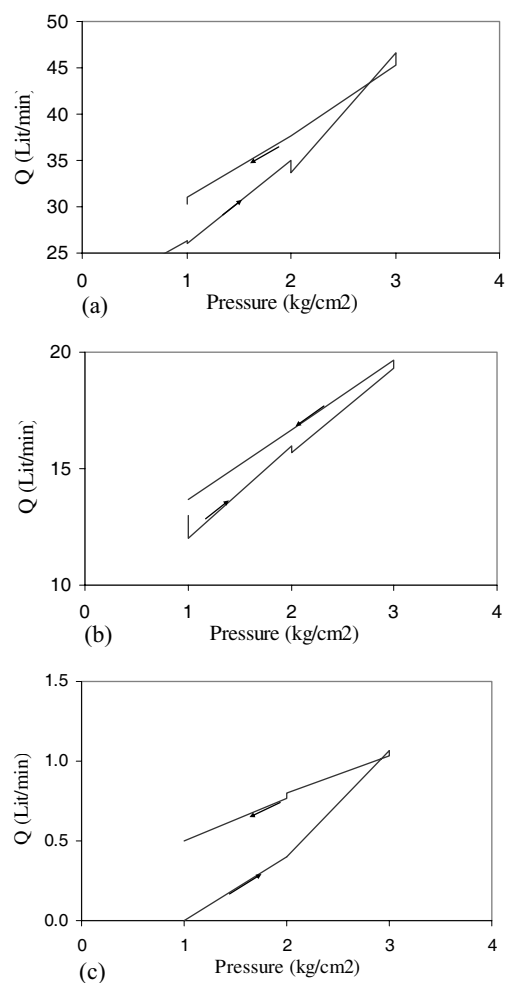 50
45
40
35
30
25
Q (Lit/min)
0 1 2 3 4
Pressure (kg/cm2)
(a)
20
15
10
Q (Lit/min)
0 1 2 3 4
Pressure (kg/cm2)
(b)
1.5
1.0
0.5
0.0
Q (Lit/min)
0 1 2 3 4
Pressure (kg/cm2)
(c)